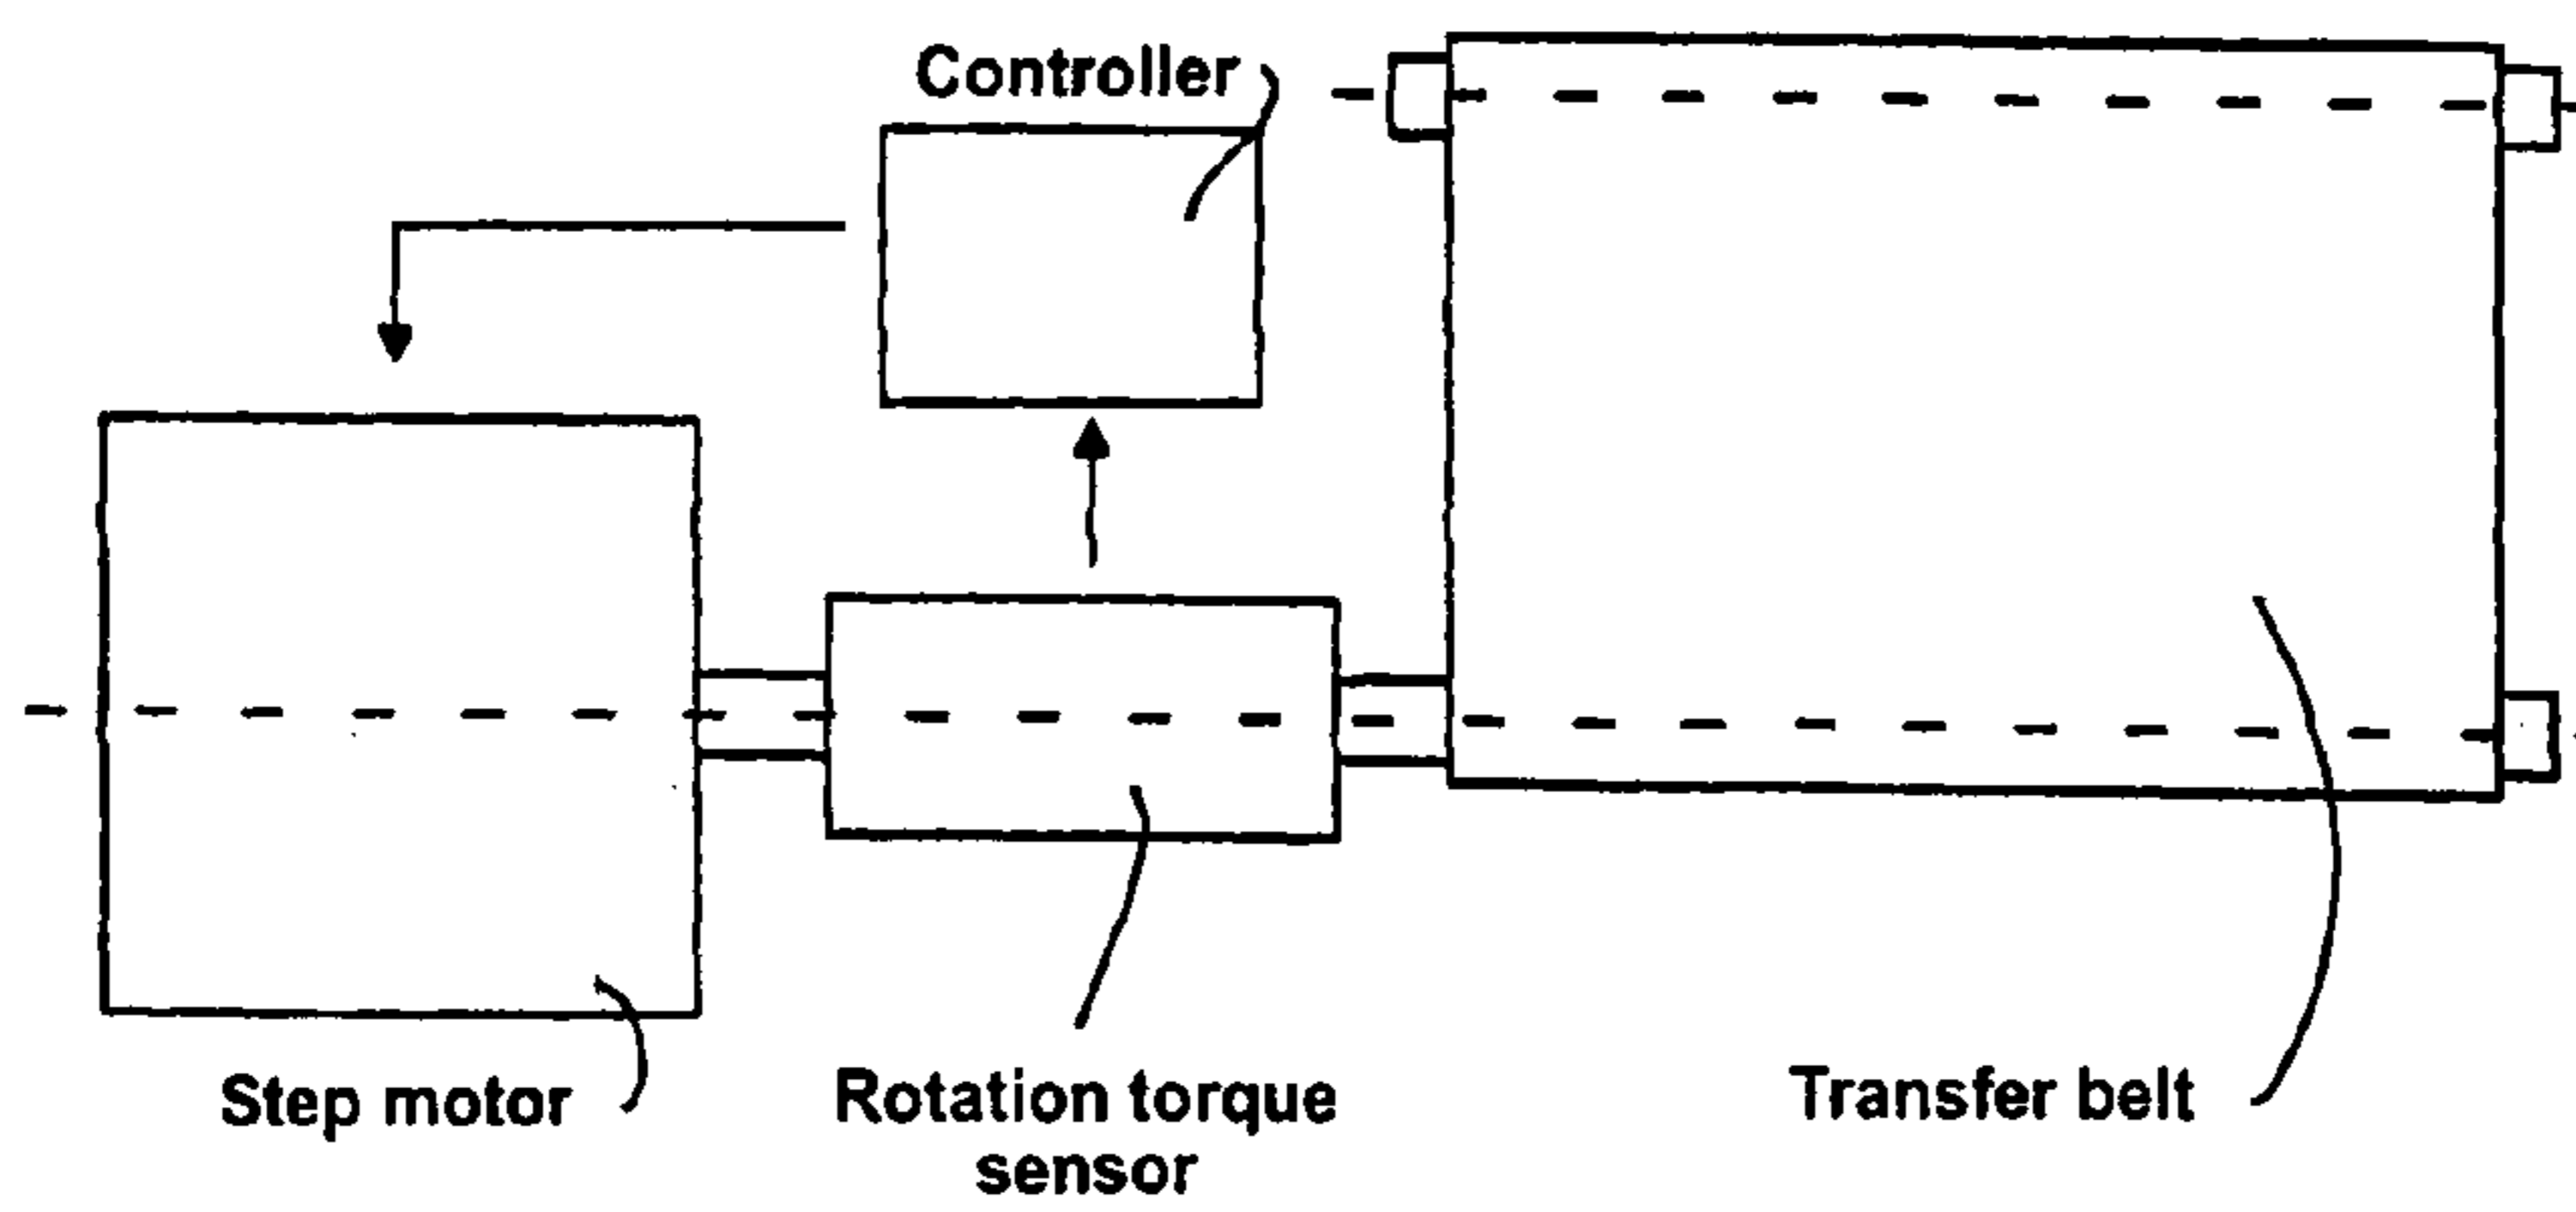 Controller
Step motor
Rotation torque
sensor
Transfer belt